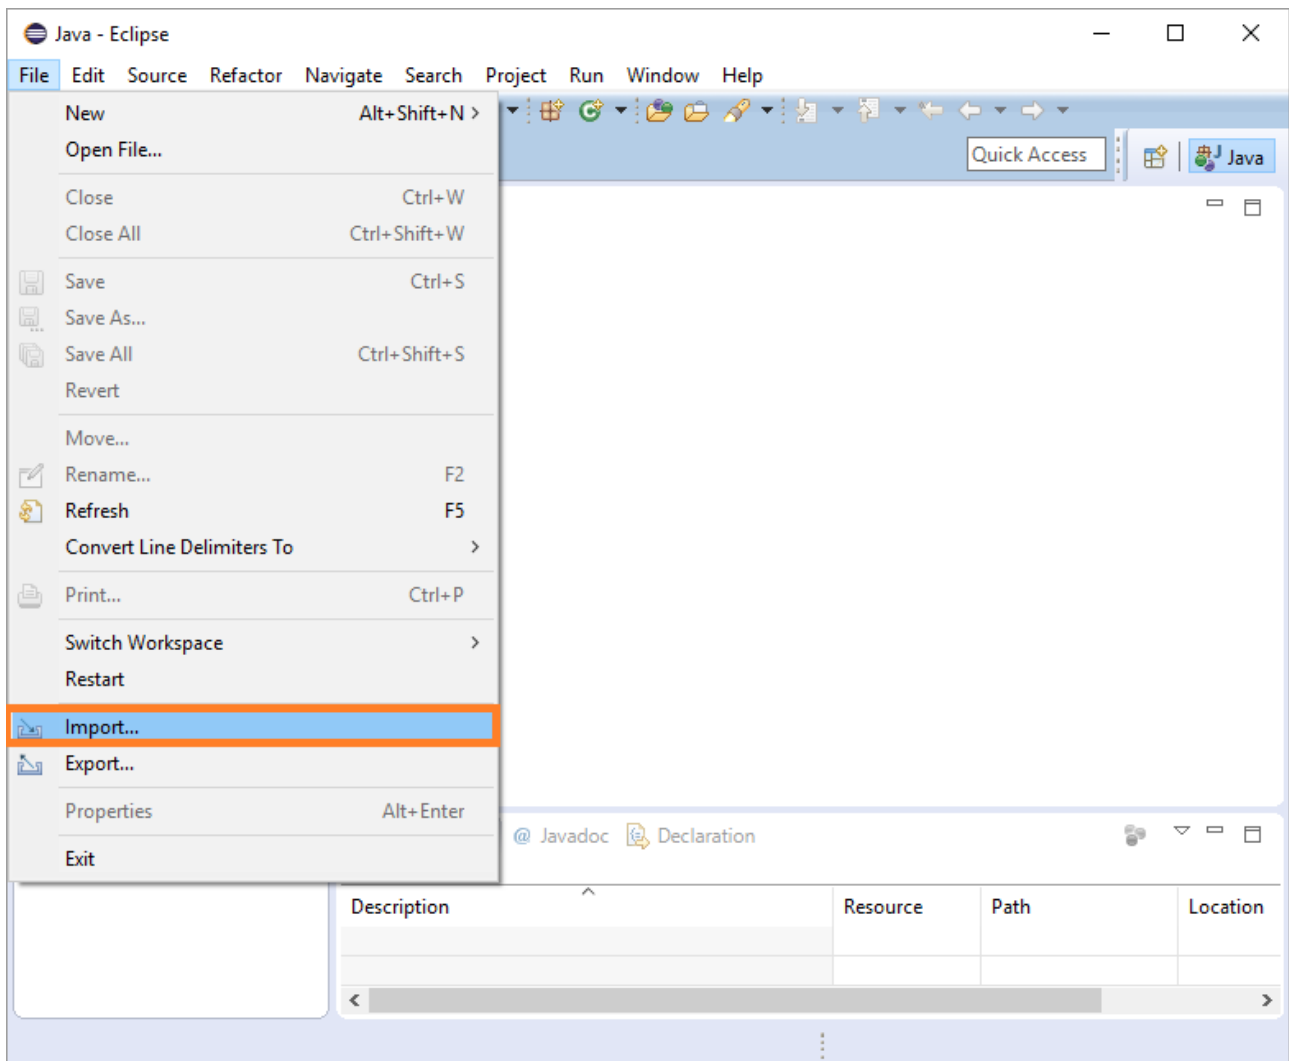 Java - Eclipse
File Edit Source Refactor Navigate Search Project Run Window Help
New Alt+Shift+N >
Open File...
Quick Access Java
Close Ctrl+W
Close All Ctrl+Shift+W
Save Ctrl+S
Save As...
Save All Ctrl+Shift+S
Revert
Move...
Rename... F2
Refresh F5
Convert Line Delimiters To >
Print... Ctrl+P
Switch Workspace >
Restart
Import...
Export...
Properties Alt+Enter
@ Javadoc Declaration
Exit
Description Resource Path Location